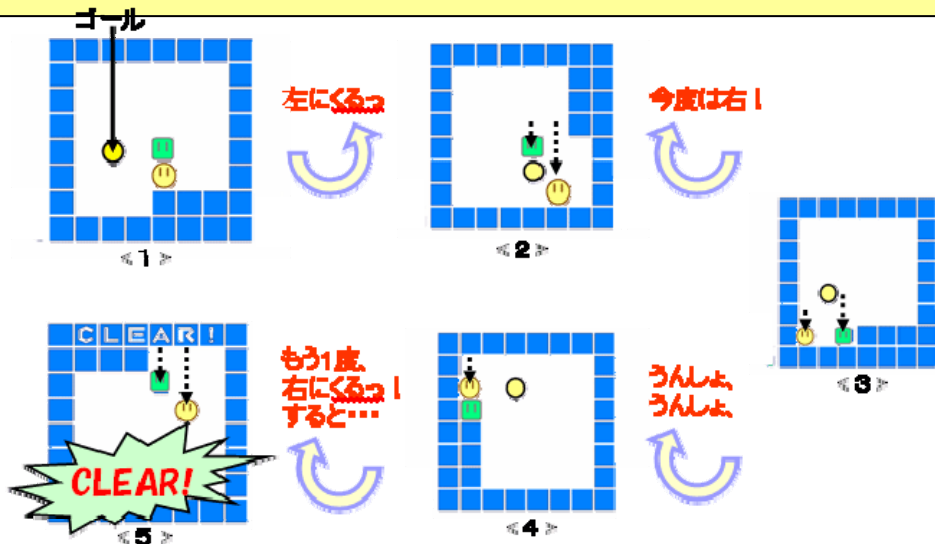 ゴール
左にくるっ
今度は右！
<1>
<2>
<3>
CLEAR!
もう1度、
右にくるっ！
すると…
うんしょ、
うんしょ、
CLEAR!
<4>
<5>